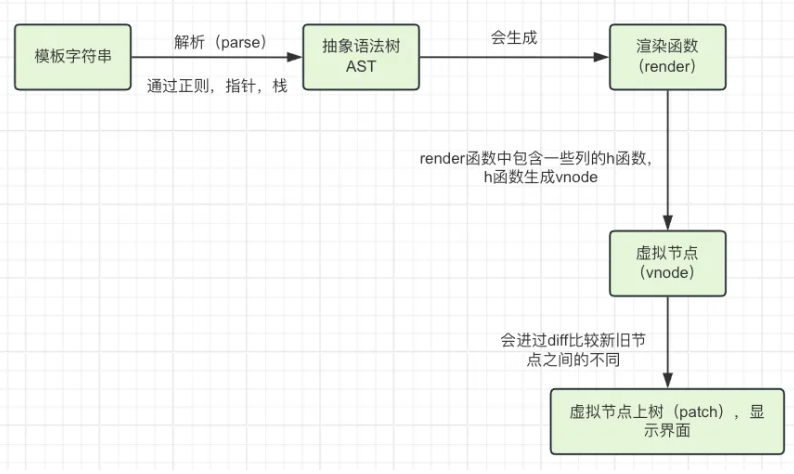 模板字符串
解析（parse）
通过正则，指针，栈
抽象语法树
AST
会生成
渲染函数
（render）
render函数中包含一些列的h函数，
h函数生成vnode
虚拟节点
（vnode）
会进过diff比较新旧节
点之间的不同
虚拟节点上树（patch），显
示界面